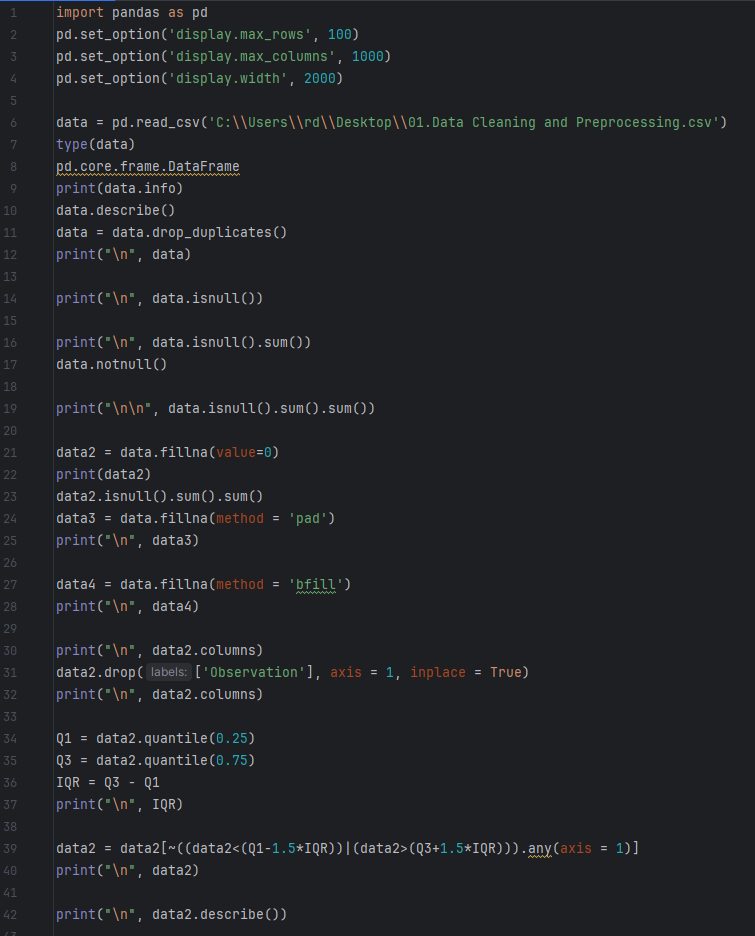 1 import pandas as pd
2 pd.set_option('display.max_rows', 100)
3 pd.set_option('display.max_columns', 1000)
4 pd.set_option('display.width', 2000)
5
6 data = pd.read_csv('C:\\Users\\rd\\Desktop\\01.Data Cleaning and Preprocessing.csv')
7 type(data)
8 pd.core.frame.DataFrame
9 print(data.info)
10 data.describe()
11 data = data.drop_duplicates()
12 print("\n", data)
13
14 print("\n", data.isnull())
15
16 print("\n", data.isnull().sum())
17 data.notnull()
18
19 print("\n\n", data.isnull().sum().sum())
20
21 data2 = data.fillna(value=0)
22 print(data2)
23 data2.isnull().sum().sum()
24 data3 = data.fillna(method = 'pad')
25 print("\n", data3)
26
27 data4 = data.fillna(method = 'bfill')
28 print("\n", data4)
29
30 print("\n", data2.columns)
31 data2.drop( labels: ['Observation'], axis = 1, inplace = True)
32 print("\n", data2.columns)
33
34 Q1 = data2.quantile(0.25)
35 Q3 = data2.quantile(0.75)
36 IQR = Q3 - Q1
37 print("\n", IQR)
38
39 data2 = data2[~((data2<(Q1-1.5*IQR))|(data2>(Q3+1.5*IQR))).any(axis = 1)]
40 print("\n", data2)
41
42 print("\n", data2.describe())